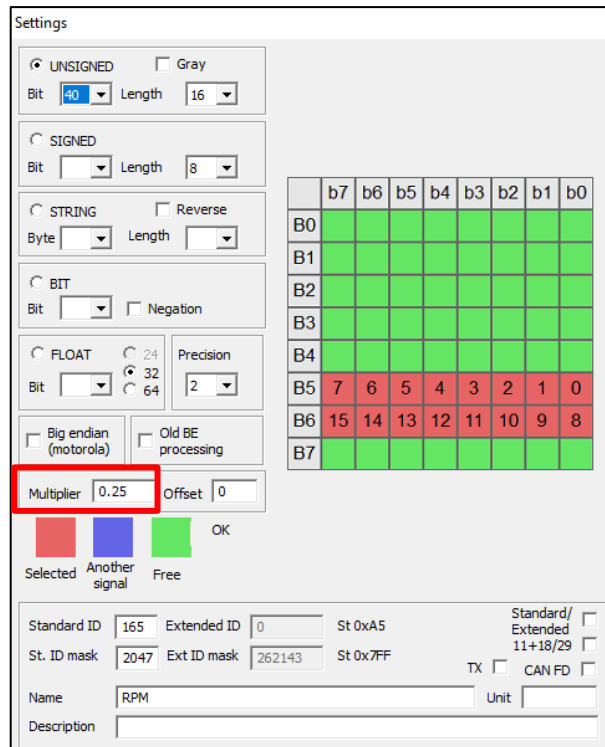 Settings
UNSIGNED Gray
Bit 40 Length 16
SIGNED
Bit Length 8
STRING Reverse
Byte Length
BIT
Bit Negation
FLOAT 24 Precision
32
Bit 64 2
Big endian (motorola) Old BE processing
Multiplier 0.25 Offset 0
OK
Selected Another signal Free
b7 b6 b5 b4 b3 b2 b1 b0
B0
B1
B2
B3
B4
B5 7 6 5 4 3 2 1 0
B6 15 14 13 12 11 10 9 8
B7
Standard ID 165 Extended ID 0 St 0xA5 Standard/ Extended 11+18/29
St. ID mask 2047 Ext ID mask 262143 St 0x7FF
TX CAN FD
Name RPM Unit
Description